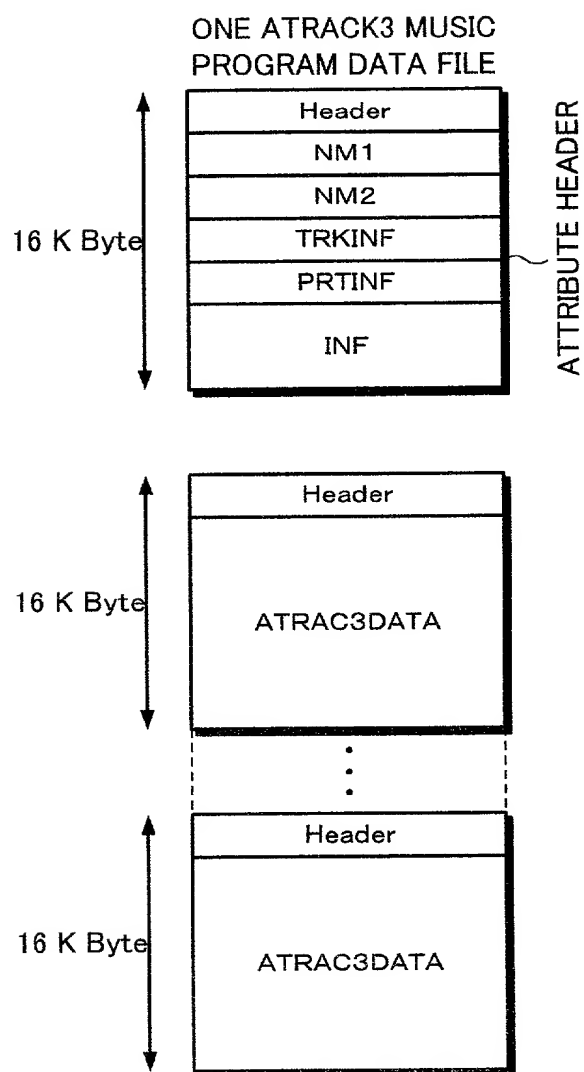 ONE ATRACK3 MUSIC
PROGRAM DATA FILE
Header
NM1
NM2
TRKINF
PRTINF
INF
16 K Byte
ATTRIBUTE HEADER
Header
ATRAC3DATA
16 K Byte
Header
ATRAC3DATA
16 K Byte